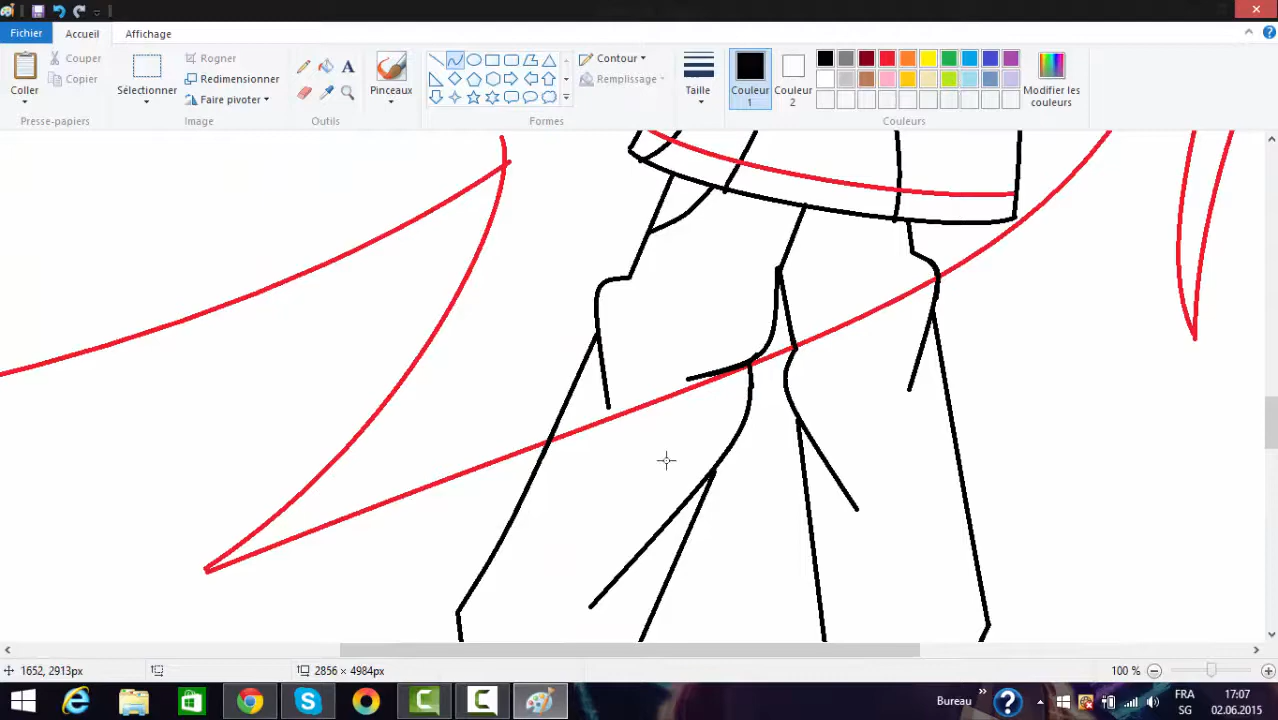 Fichier Accueil Affichage
Coller
Couper
Copier
Presse-papiers
Sélectionner
Rogner
Redimensionner
Faire pivoter
Image
A
Outils
Pinceaux
Contour
Remplissage
Formes
Taille
Couleur
1
Couleur
2
Modifier les
couleurs
Couleurs
1652, 2913px
2856 × 4984px
100 %
Bureau
FR
SG
17:07
02.06.2015